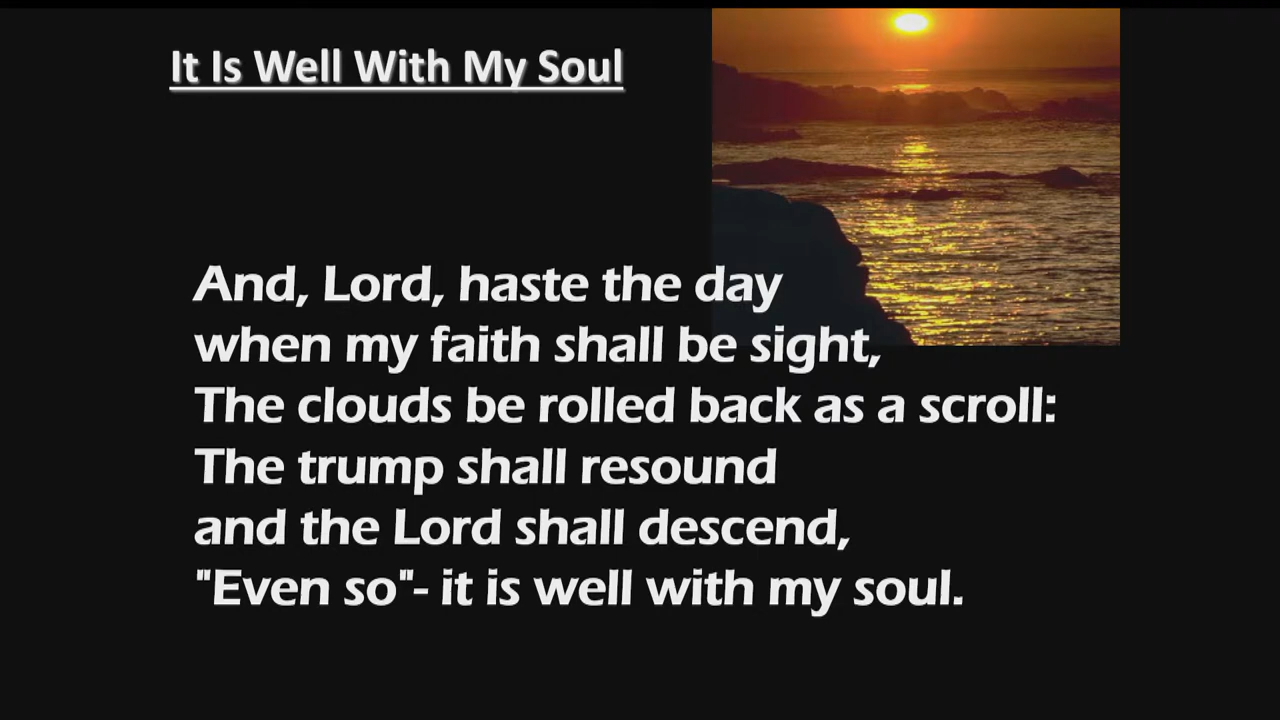 It Is Well With My Soul
And, Lord, haste the day
when my faith shall be sight,
The clouds be rolled back as a scroll:
The trump shall resound
and the Lord shall descend,
"Even so"- it is well with my soul.